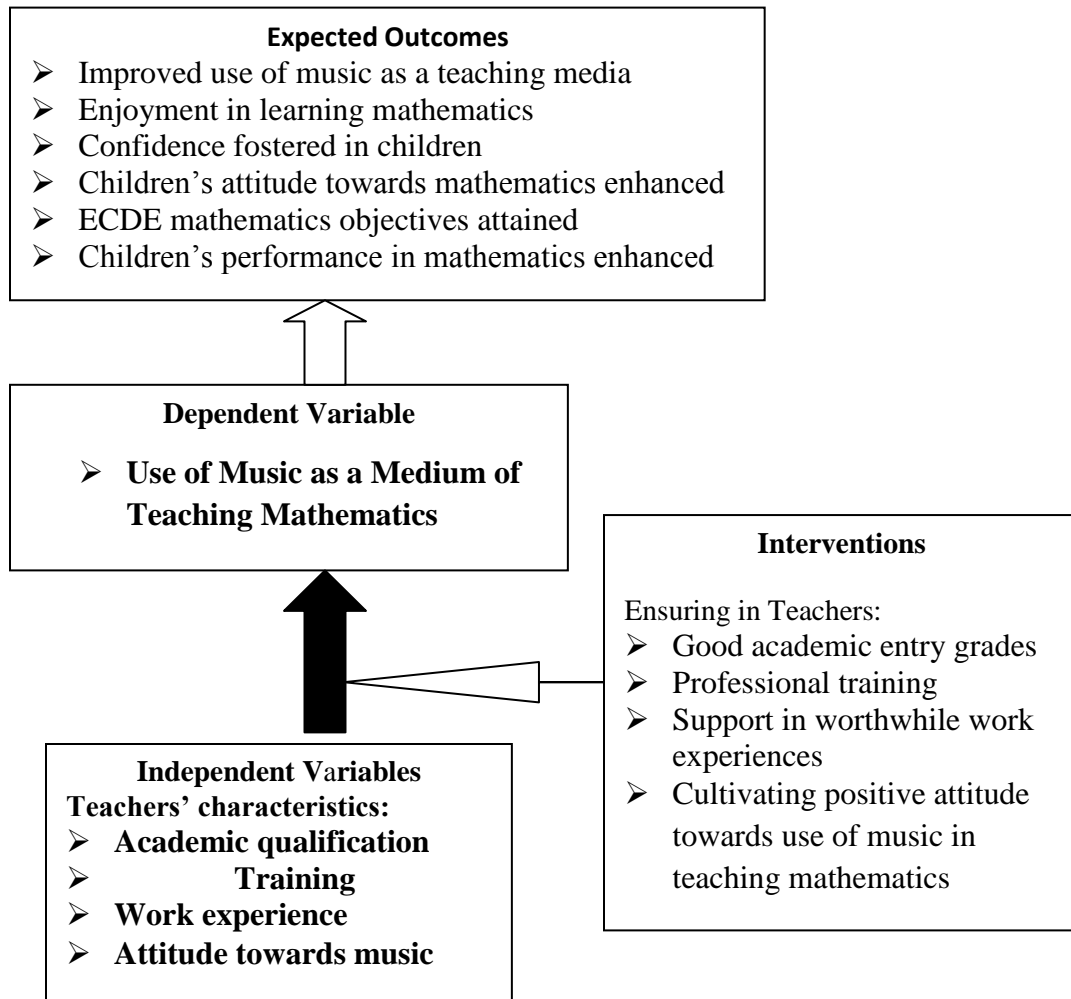 Expected Outcomes
➢ Improved use of music as a teaching media
➢ Enjoyment in learning mathematics
➢ Confidence fostered in children
➢ Children’s attitude towards mathematics enhanced
➢ ECDE mathematics objectives attained
➢ Children’s performance in mathematics enhanced
Dependent Variable
➢ Use of Music as a Medium of
Teaching Mathematics
Interventions
Ensuring in Teachers:
➢ Good academic entry grades
➢ Professional training
➢ Support in worthwhile work
experiences
➢ Cultivating positive attitude
towards use of music in
teaching mathematics
Independent Variables
Teachers’ characteristics:
➢ Academic qualification
➢ Training
➢ Work experience
➢ Attitude towards music